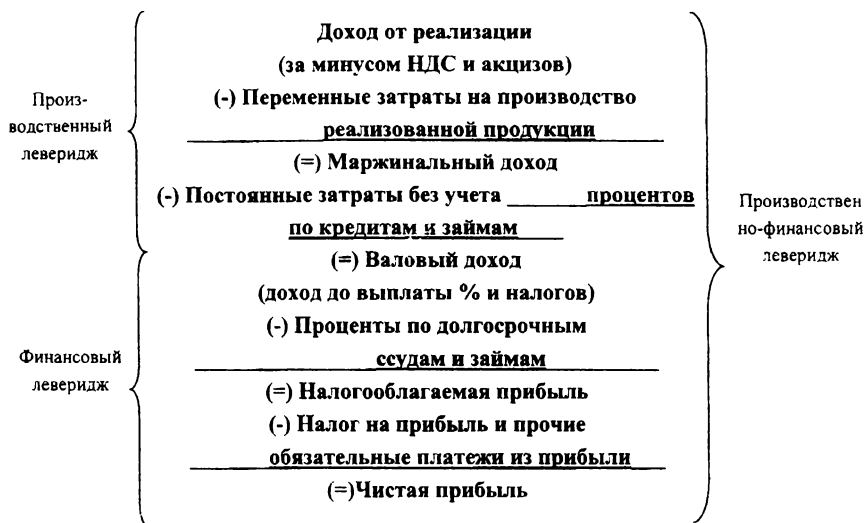 Доход от реализации
(за минусом НДС и акцизов)
(-) Переменные затраты на производство
реализованной продукции
(=) Маржинальный доход
(-) Постоянные затраты без учета процентов
по кредитам и займам
(=) Валовый доход
(доход до выплаты % и налогов)
(-) Проценты по долгосрочным
ссудам и займам
(=) Налогооблагаемая прибыль
(-) Налог на прибыль и прочие
обязательные платежи из прибыли
(=)Чистая прибыль
Произ-
водственный
леверидж
Финансовый
леверидж
Производствен
но-финансовый
леверидж